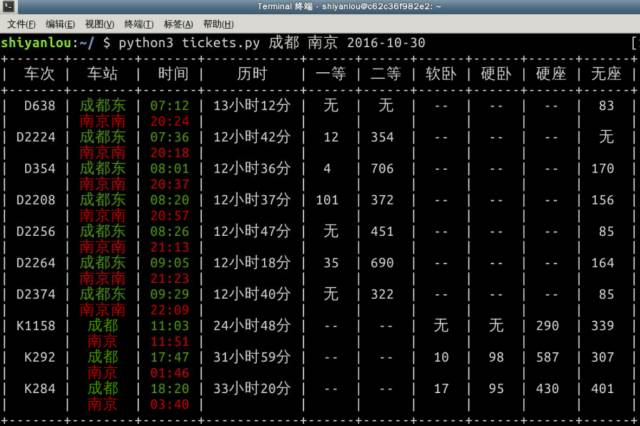 Terminal 终端 - shiyanlou@c62c36f982e2: ~
文件(F) 编辑(E) 视图(V) 终端(T) 标签(A) 帮助(H)
shiyanlou:~/ $ python3 tickets.py 成都 南京 2016-10-30 [
+-------+--------+-------+------------+------+------+------+------+------+------+
| 车次 | 车站 | 时间 | 历时 | 一等 | 二等 | 软卧 | 硬卧 | 硬座 | 无座 |
+-------+--------+-------+------------+------+------+------+------+------+------+
| D638 | 成都东 | 07:12 | 13小时12分 | 无 | 无 | -- | -- | -- | 83 |
| | 南京南 | 20:24 | | | | | | | |
| D2224 | 成都东 | 07:36 | 12小时42分 | 12 | 354 | -- | -- | -- | 无 |
| | 南京南 | 20:18 | | | | | | | |
| D354 | 成都东 | 08:01 | 12小时36分 | 4 | 706 | -- | -- | -- | 170 |
| | 南京南 | 20:37 | | | | | | | |
| D2208 | 成都东 | 08:20 | 12小时37分 | 101 | 372 | -- | -- | -- | 156 |
| | 南京南 | 20:57 | | | | | | | |
| D2256 | 成都东 | 08:26 | 12小时47分 | 无 | 451 | -- | -- | -- | 85 |
| | 南京南 | 21:13 | | | | | | | |
| D2264 | 成都东 | 09:05 | 12小时18分 | 35 | 690 | -- | -- | -- | 164 |
| | 南京南 | 21:23 | | | | | | | |
| D2374 | 成都东 | 09:29 | 12小时40分 | 无 | 322 | -- | -- | -- | 85 |
| | 南京南 | 22:09 | | | | | | | |
| K1158 | 成都 | 11:03 | 24小时48分 | -- | -- | 无 | 无 | 290 | 339 |
| | 南京 | 11:51 | | | | | | | |
| K292 | 成都 | 17:47 | 31小时59分 | -- | -- | 10 | 98 | 587 | 307 |
| | 南京 | 01:46 | | | | | | | |
| K284 | 成都 | 18:20 | 33小时20分 | -- | -- | 17 | 95 | 430 | 401 |
| | 南京 | 03:40 | | | | | | | |
+-------+--------+-------+------------+------+------+------+------+------+------+